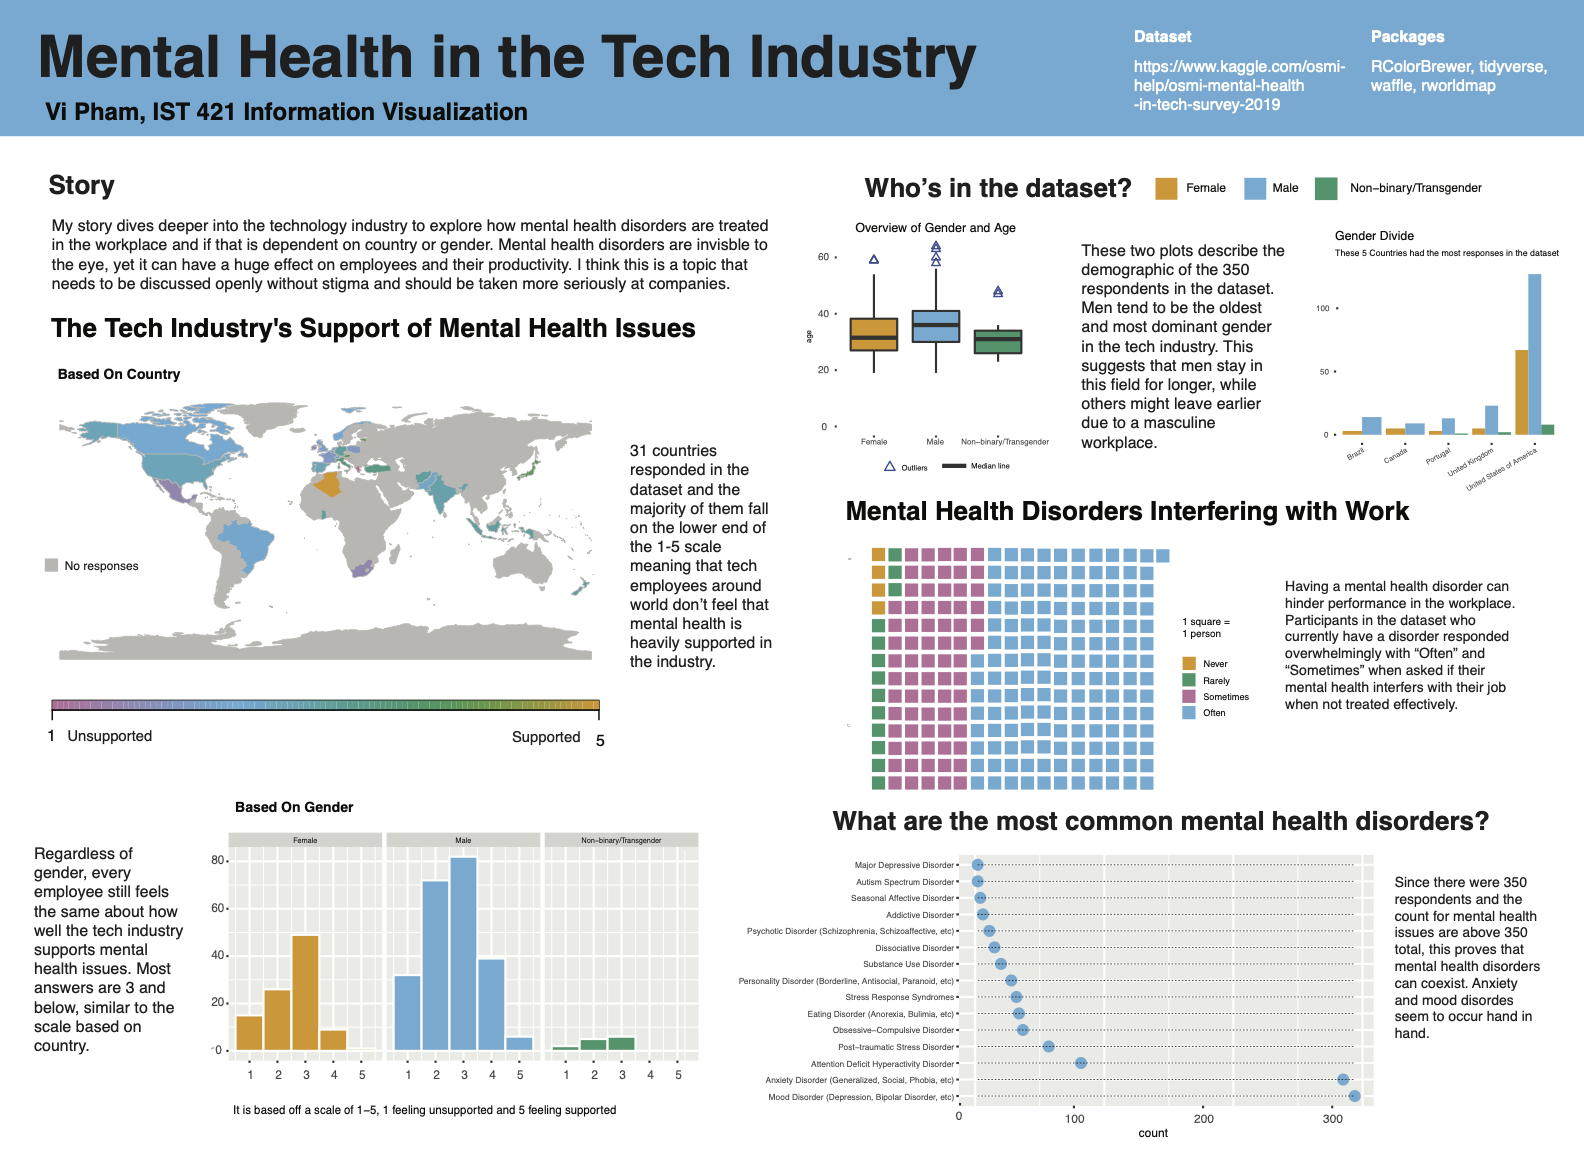 Mental Health in the Tech Industry
Vi Pham, IST 421 Information Visualization
Dataset
https://www.kaggle.com/osmi-
help/osmi-mental-health
-in-tech-survey-2019
Packages
RColorBrewer, tidyverse,
waffle, rworldmap
Story
My story dives deeper into the technology industry to explore how mental health disorders are treated
in the workplace and if that is dependent on country or gender. Mental health disorders are invisble to
the eye, yet it can have a huge effect on employees and their productivity. I think this is a topic that
needs to be discussed openly without stigma and should be taken more seriously at companies.
The Tech Industry's Support of Mental Health Issues
Based On Country
No responses
31 countries
responded in the
dataset and the
majority of them fall
on the lower end of
the 1-5 scale
meaning that tech
employees around
world don't feel that
mental health is
heavily supported in
the industry.
1 Unsupported
Supported 5
Based On Gender
Regardless of
gender, every
employee still feels
the same about how
well the tech industry
supports mental
health issues. Most
answers are 3 and
below, similar to the
scale based on
country.
Female
Male
Non-binary/Transgender
80
60
40
20
0
1 2 3 4 5
1 2 3 4 5
1 2 3 4 5
It is based off a scale of 1-5, 1 feeling unsupported and 5 feeling supported
Who's in the dataset?
Female
Male
Non-binary/Transgender
Overview of Gender and Age
age
60
40
20
0
Female
Male
Non-binary/Transgender
Outliers
Median line
These two plots describe the
demographic of the 350
respondents in the dataset.
Men tend to be the oldest
and most dominant gender
in the tech industry. This
suggests that men stay in
this field for longer, while
others might leave earlier
due to a masculine
workplace.
Gender Divide
These 5 Countries had the most responses in the dataset
100
50
0
Brazil
Canada
Portugal
United Kingdom
United States of America
Mental Health Disorders Interfering with Work
1 square =
1 person
Never
Rarely
Sometimes
Often
Having a mental health disorder can
hinder performance in the workplace.
Participants in the dataset who
currently have a disorder responded
overwhelmingly with “Often” and
“Sometimes” when asked if their
mental health interfers with their job
when not treated effectively.
What are the most common mental health disorders?
Major Depressive Disorder
Autism Spectrum Disorder
Seasonal Affective Disorder
Addictive Disorder
Psychotic Disorder (Schizophrenia, Schizoaffective, etc)
Dissociative Disorder
Substance Use Disorder
Personality Disorder (Borderline, Antisocial, Paranoid, etc)
Stress Response Syndromes
Eating Disorder (Anorexia, Bulimia, etc)
Obsessive-Compulsive Disorder
Post-traumatic Stress Disorder
Attention Deficit Hyperactivity Disorder
Anxiety Disorder (Generalized, Social, Phobia, etc)
Mood Disorder (Depression, Bipolar Disorder, etc)
0
100
200
300
count
Since there were 350
respondents and the
count for mental health
issues are above 350
total, this proves that
mental health disorders
can coexist. Anxiety
and mood disordes
seem to occur hand in
hand.